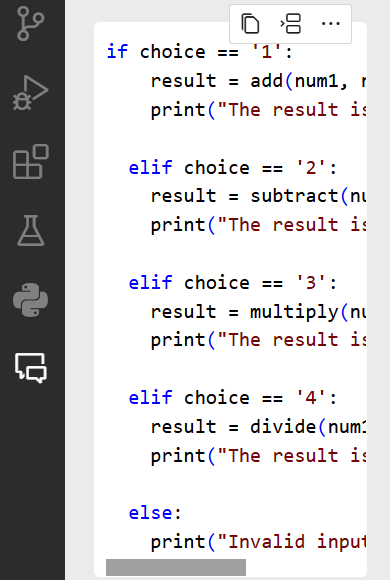 if choice == '1':
result = add(num1,
print("The result is
elif choice == '2':
result = subtract(
print("The result is
elif choice == '3':
result = multiply(
print("The result is
elif choice == '4':
result = divide(num1
print("The result is
else:
print("Invalid input